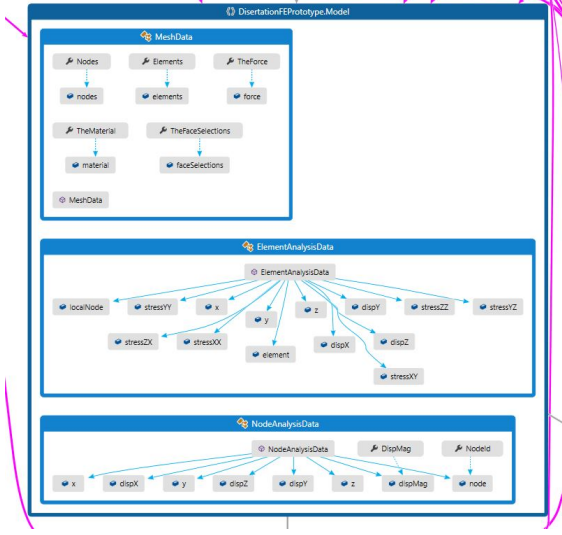 DisertationFEPrototype.Model
MeshData
Nodes Elements TheForce
nodes elements force
TheMaterial TheFaceSelections
material faceSelections
MeshData
ElementAnalysisData
ElementAnalysisData
localNode stressYY x z dispY stressZZ stressYZ
y
stressZX stressXX dispX dispZ
element
stressXY
NodeAnalysisData
NodeAnalysisData DispMag NodeId
x dispX y dispZ dispY z dispMag node